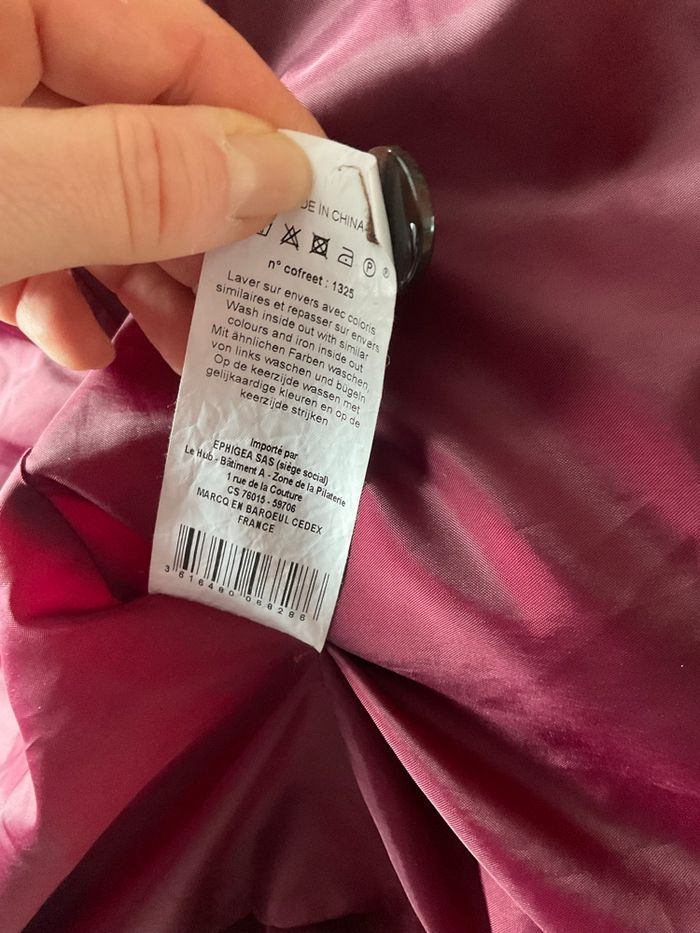 DE IN CHINA
P ®
n° cofreet : 1325
Laver sur envers avec coloris
similaires et repasser sur envers
Wash inside out with similar
colours and iron inside out
Mit ähnlichen Farben waschen,
von links waschen und bügeln
Op de keerzijde wassen met
gelijkaardige kleuren en op de
keerzijde strijken
Importé par
EPHIGEA SAS (siège social)
Le Hub - Bâtiment A - Zone de la Pilaterie
1 rue de la Couture
CS 76015 - 59706
MARCQ EN BAROEUL CEDEX
FRANCE
3 616480 068286